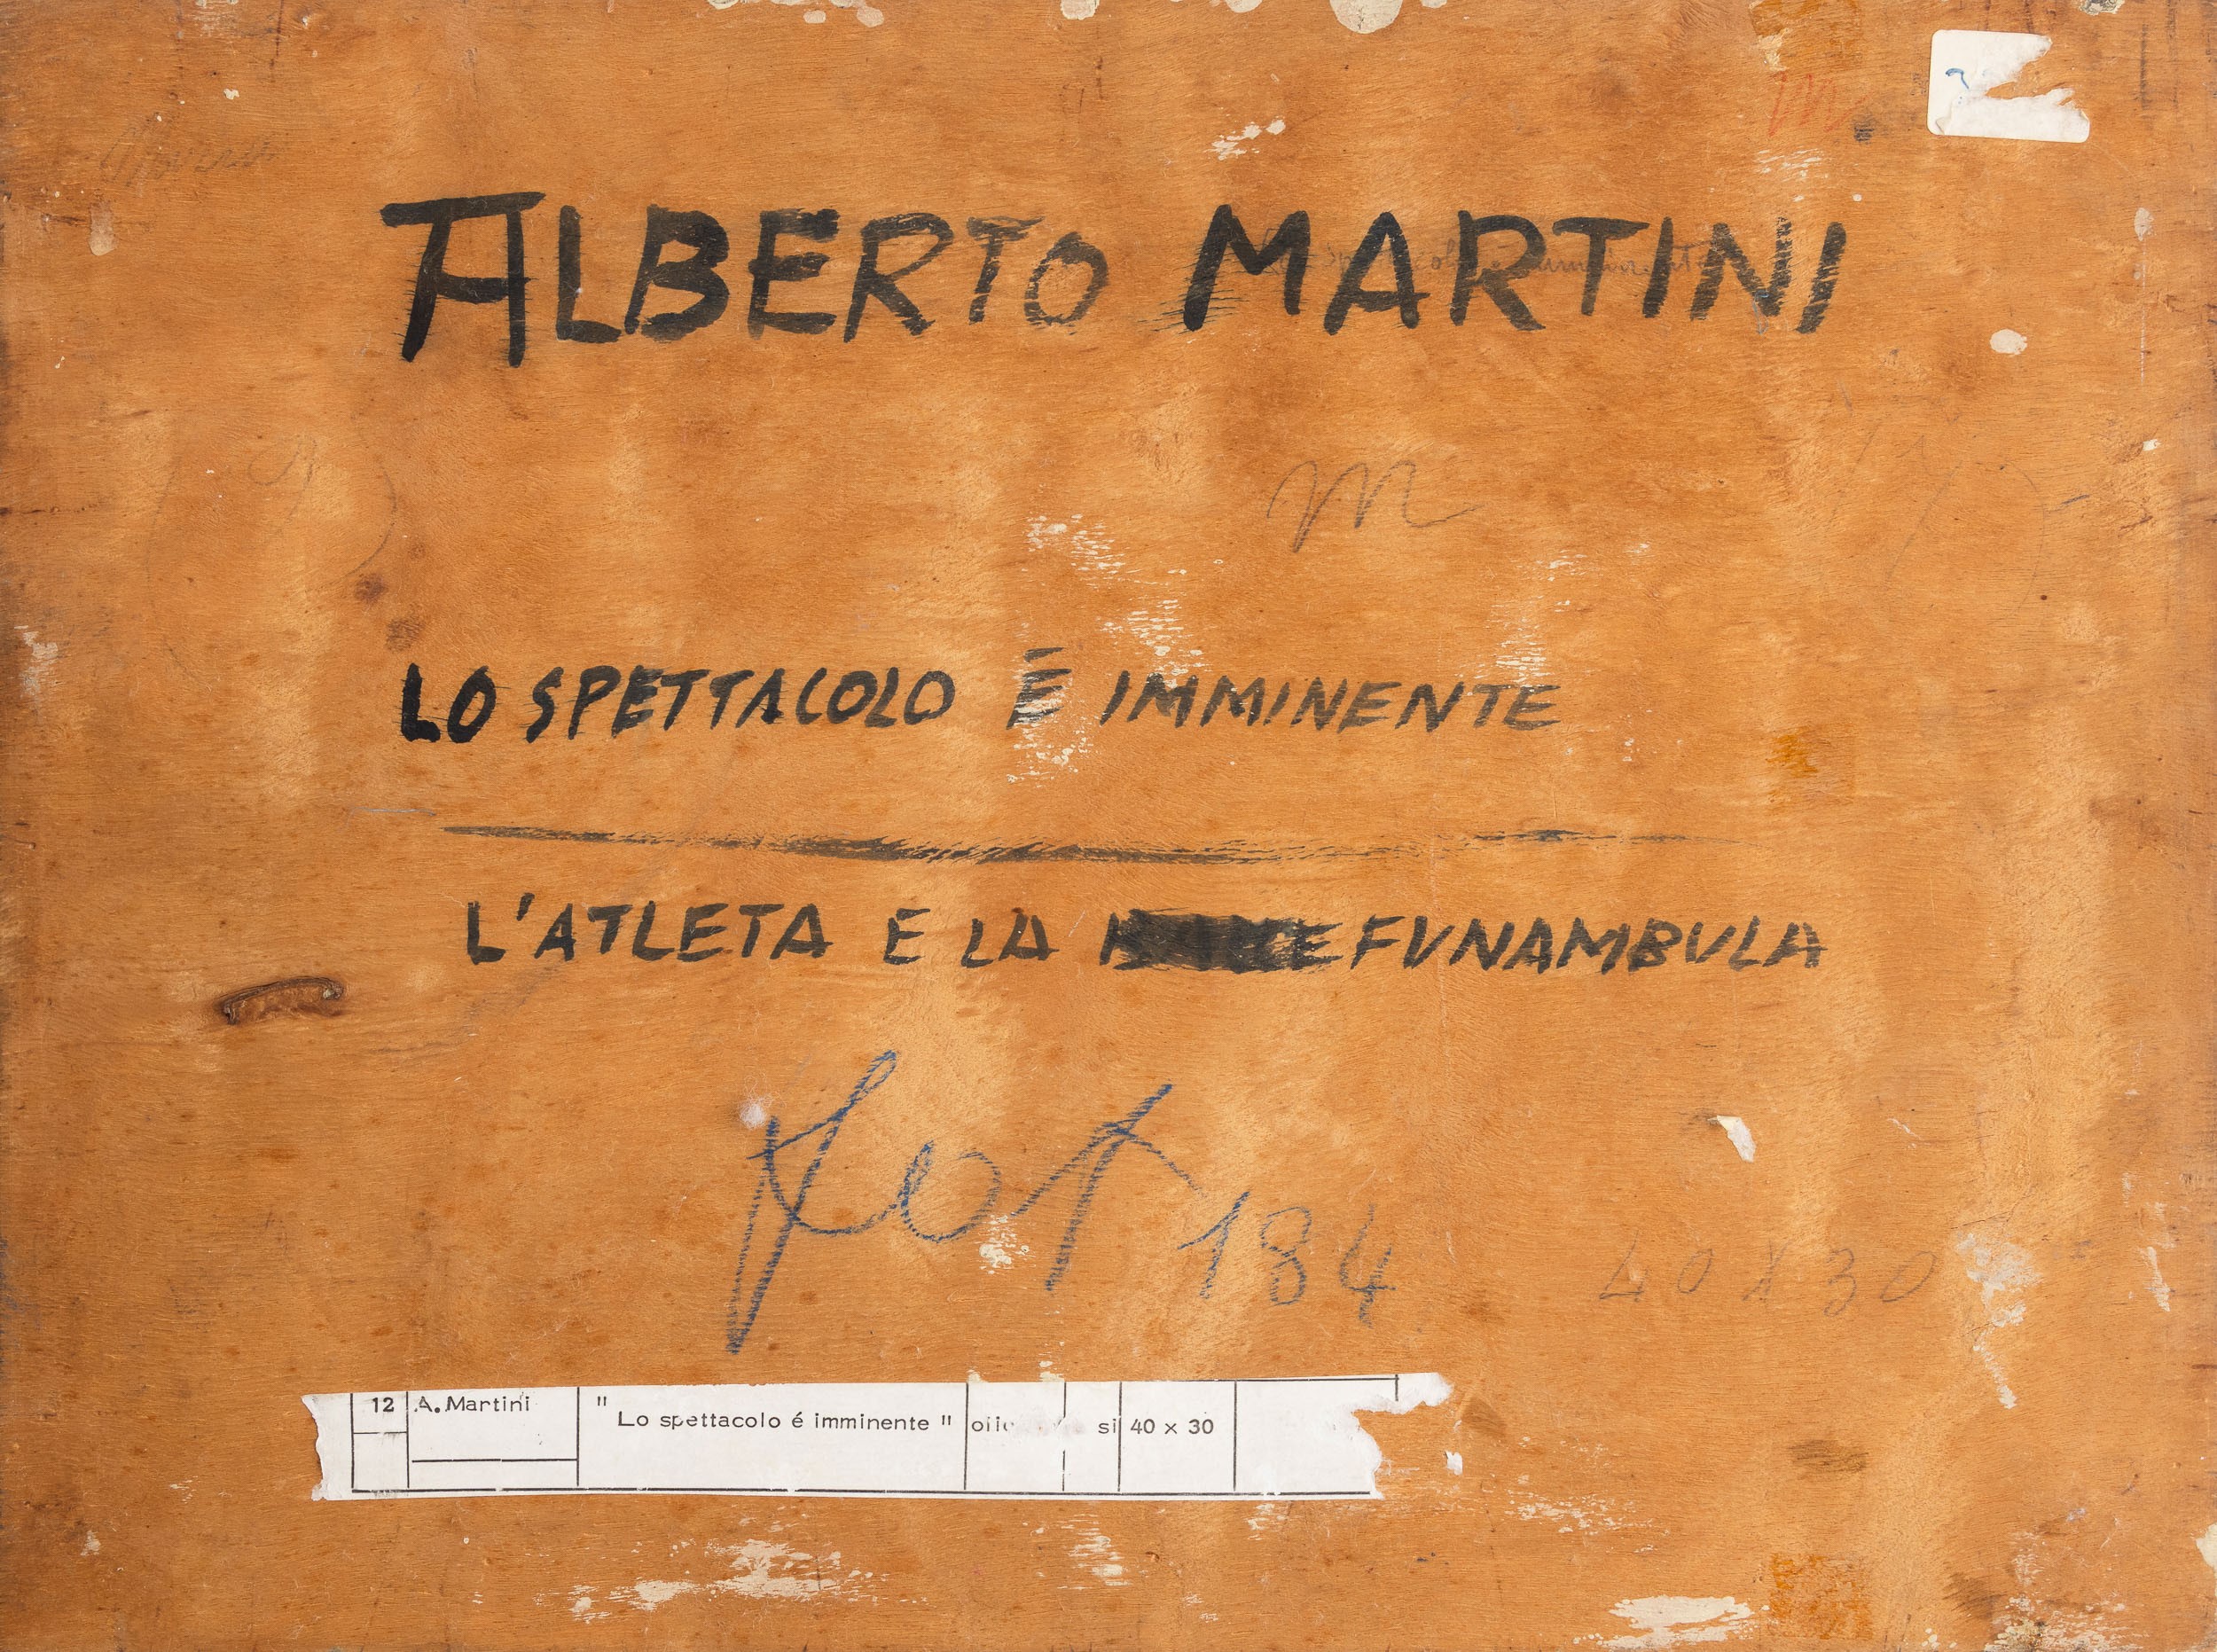 ALBERTO MARTINI
m
LO SPETTACOLO È IMMINENTE
L'ATLETA E LA FUNAMBULA
fot 184
40 x 30
12 A. Martini " Lo spettacolo é imminente " si 40 x 30